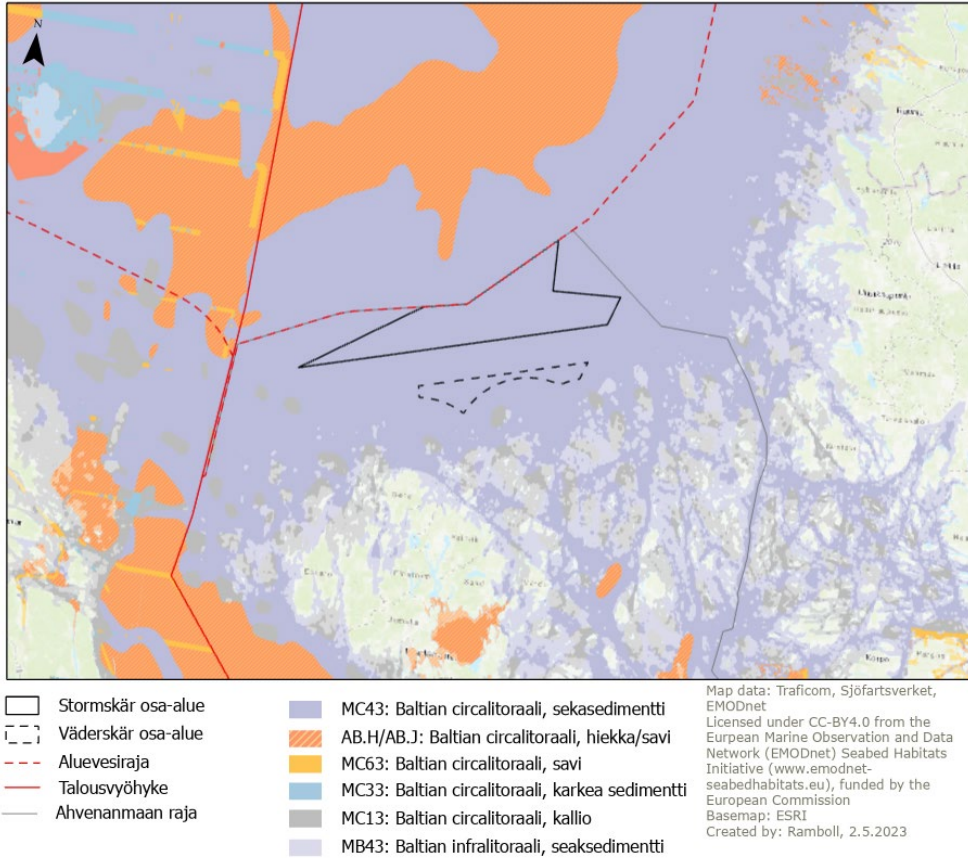 N
Stormskär osa-alue
Väderskär osa-alue
Aluevesiraja
Talousvyöhyke
Ahvenanmaan raja
MC43: Baltian circalitoraali, sekasedimentti
AB.H/AB.J: Baltian circalitoraali, hiekka/savi
MC63: Baltian circalitoraali, savi
MC33: Baltian circalitoraali, karkea sedimentti
MC13: Baltian circalitoraali, kallio
MB43: Baltian infralitoraali, seaksedimentti
Map data: Traficom, Sjöfartsverket,
EMODnet
Licensed under CC-BY4.0 from the
Eurpean Marine Observation and Data
Network (EMODnet) Seabed Habitats
Initiative (www.emodnet-
seabedhabitats.eu), funded by the
European Commission
Basemap: ESRI
Created by: Ramboll, 2.5.2023